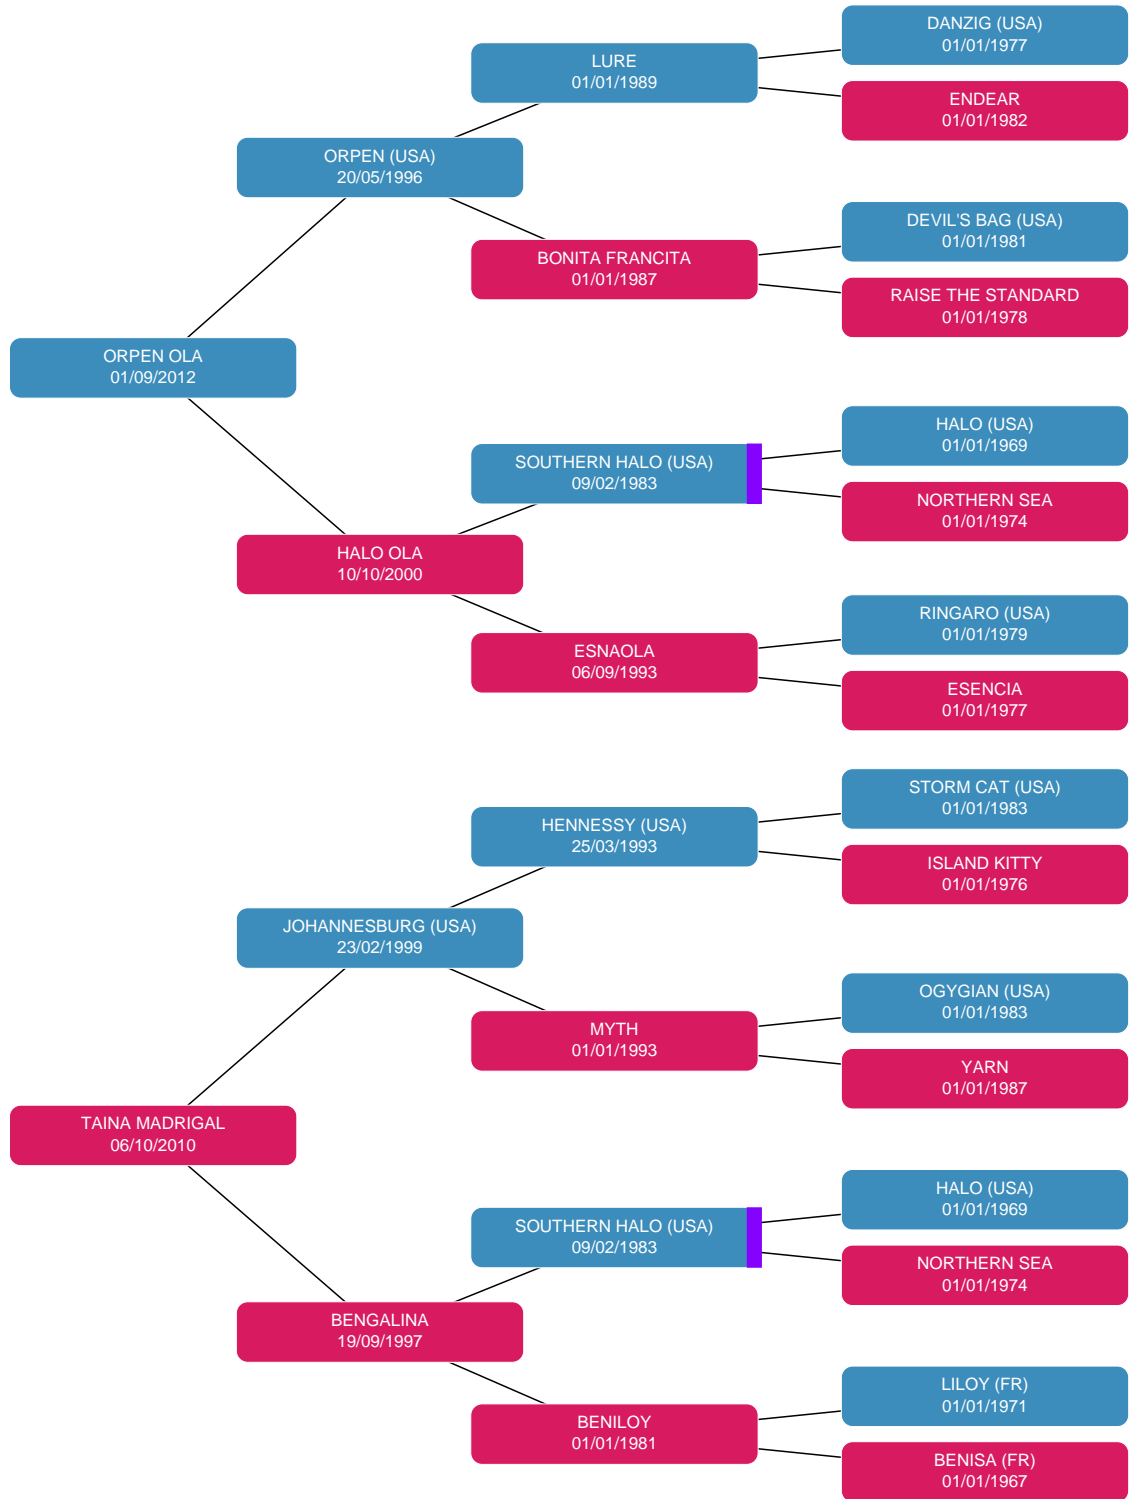 DANZIG (USA)
01/01/1977
LURE
01/01/1989
ENDEAR
01/01/1982
ORPEN (USA)
20/05/1996
DEVIL'S BAG (USA)
01/01/1981
BONITA FRANCITA
01/01/1987
RAISE THE STANDARD
01/01/1978
ORPEN OLA
01/09/2012
HALO (USA)
01/01/1969
SOUTHERN HALO (USA)
09/02/1983
NORTHERN SEA
01/01/1974
HALO OLA
10/10/2000
RINGARO (USA)
01/01/1979
ESNAOLA
06/09/1993
ESENCIA
01/01/1977
STORM CAT (USA)
01/01/1983
HENNESSY (USA)
25/03/1993
ISLAND KITTY
01/01/1976
JOHANNESBURG (USA)
23/02/1999
OGYGIAN (USA)
01/01/1983
MYTH
01/01/1993
YARN
01/01/1987
TAINA MADRIGAL
06/10/2010
HALO (USA)
01/01/1969
SOUTHERN HALO (USA)
09/02/1983
NORTHERN SEA
01/01/1974
BENGALINA
19/09/1997
LILOY (FR)
01/01/1971
BENILOY
01/01/1981
BENISA (FR)
01/01/1967